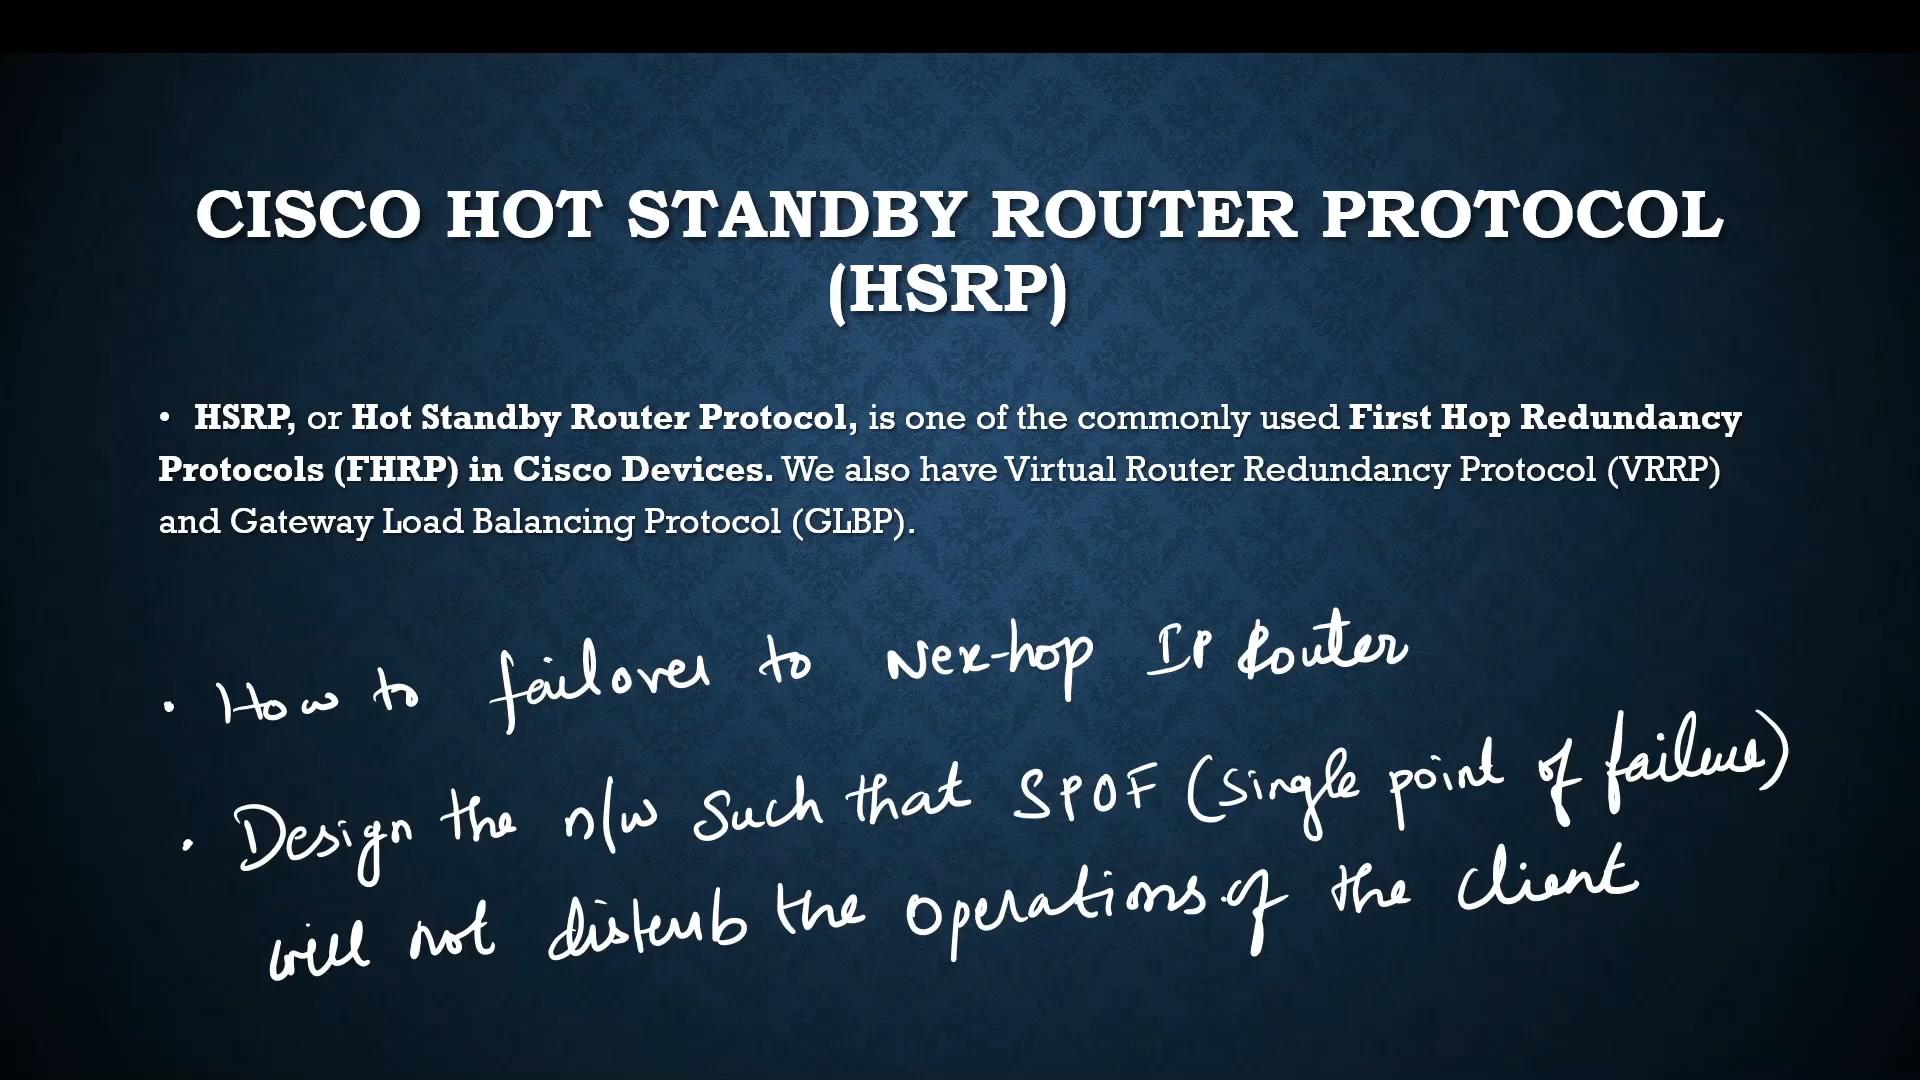 CISCO HOT STANDBY ROUTER PROTOCOL
(HSRP)
• HSRP, or Hot Standby Router Protocol, is one of the commonly used First Hop Redundancy
Protocols (FHRP) in Cisco Devices. We also have Virtual Router Redundancy Protocol (VRRP)
and Gateway Load Balancing Protocol (GLBP).
• How to failover to Nex-hop IP Router
• Design the n/w such that SPOF (single point of failure)
will not disturb the operations of the client